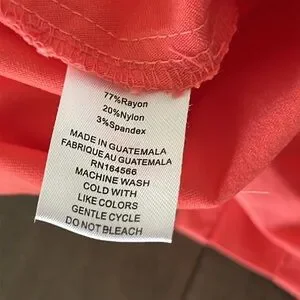 77%Rayon
20%Nylon
3%Spandex
MADE IN GUATEMALA
FABRIQUE AU GUATEMALA
RN164566
MACHINE WASH
COLD WITH
LIKE COLORS
GENTLE CYCLE
DO NOT BLEACH